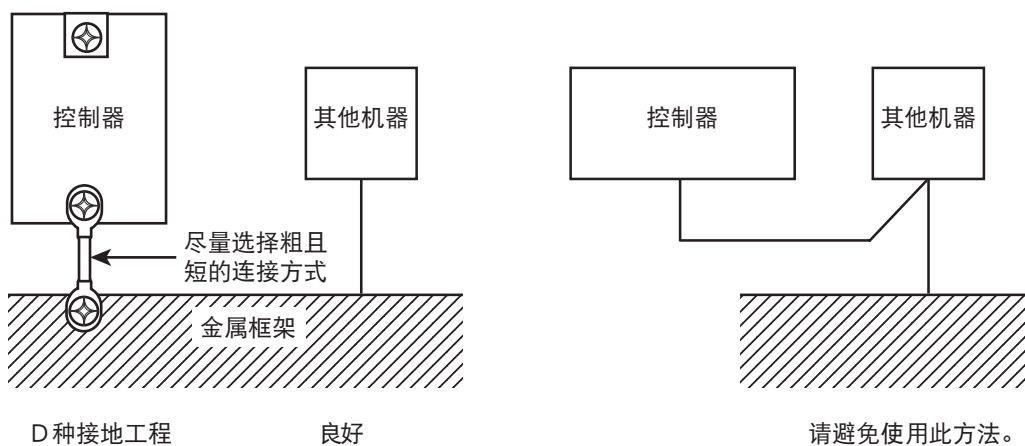 控制器
其他机器
控制器
其他机器
尽量选择粗且
短的连接方式
金属框架
D种接地工程
良好
请避免使用此方法。